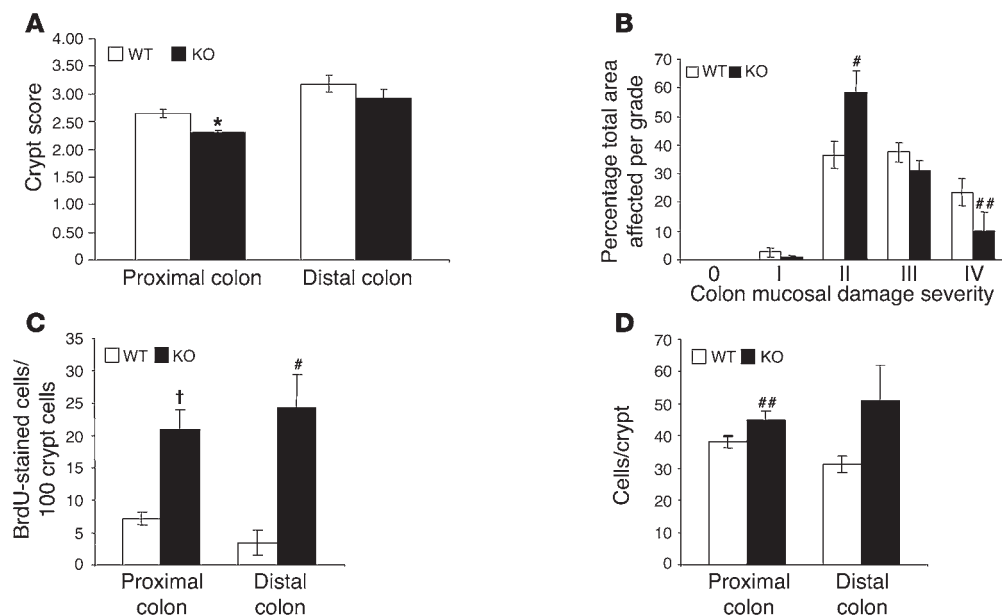 A
Crypt score
4.00
3.50
3.00
2.50
2.00
1.50
1.00
.50
0
WT KO
*
Proximal colon Distal colon
B
Percentage total area
affected per grade
70
60
50
40
30
20
10
0
WT KO
#
##
0 I II III IV
Colon mucosal damage severity
C
BrdU-stained cells/
100 crypt cells
35
30
25
20
15
10
5
0
WT KO
†
#
Proximal colon
Distal colon
D
Cells/crypt
70
60
50
40
30
20
10
0
WT KO
##
Proximal colon
Distal colon